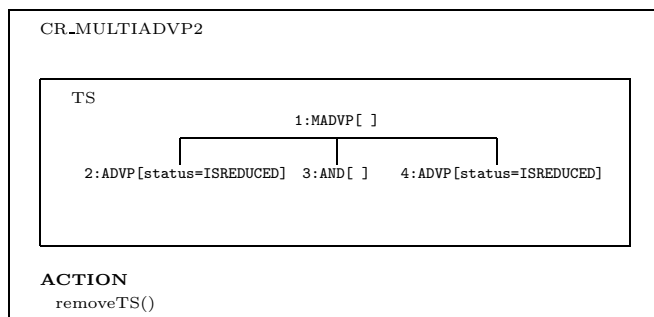 CR_MULTIADVP2
TS
1:MADVP[ ]
2:ADVP[status=ISREDUCED] 3:AND[ ] 4:ADVP[status=ISREDUCED]
ACTION
removeTS()